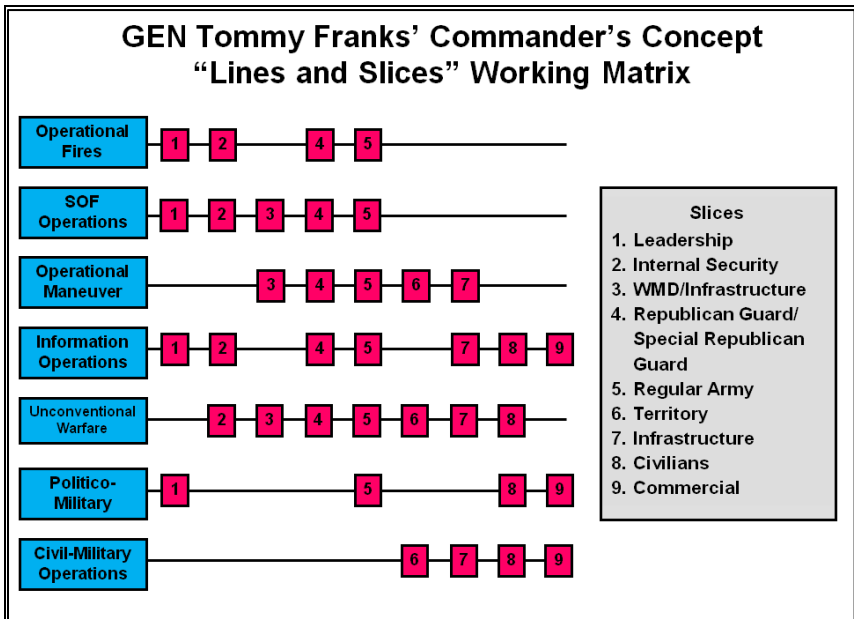 GEN Tommy Franks’ Commander’s Concept
“Lines and Slices” Working Matrix
Operational
Fires
1 2 4 5
SOF
Operations
1 2 3 4 5
Operational
Maneuver
3 4 5 6 7
Information
Operations
1 2 4 5 7 8 9
Unconventional
Warfare
2 3 4 5 6 7 8
Politico-
Military
1 5 8 9
Civil-Military
Operations
6 7 8 9
Slices
1. Leadership
2. Internal Security
3. WMD/Infrastructure
4. Republican Guard/
Special Republican
Guard
5. Regular Army
6. Territory
7. Infrastructure
8. Civilians
9. Commercial